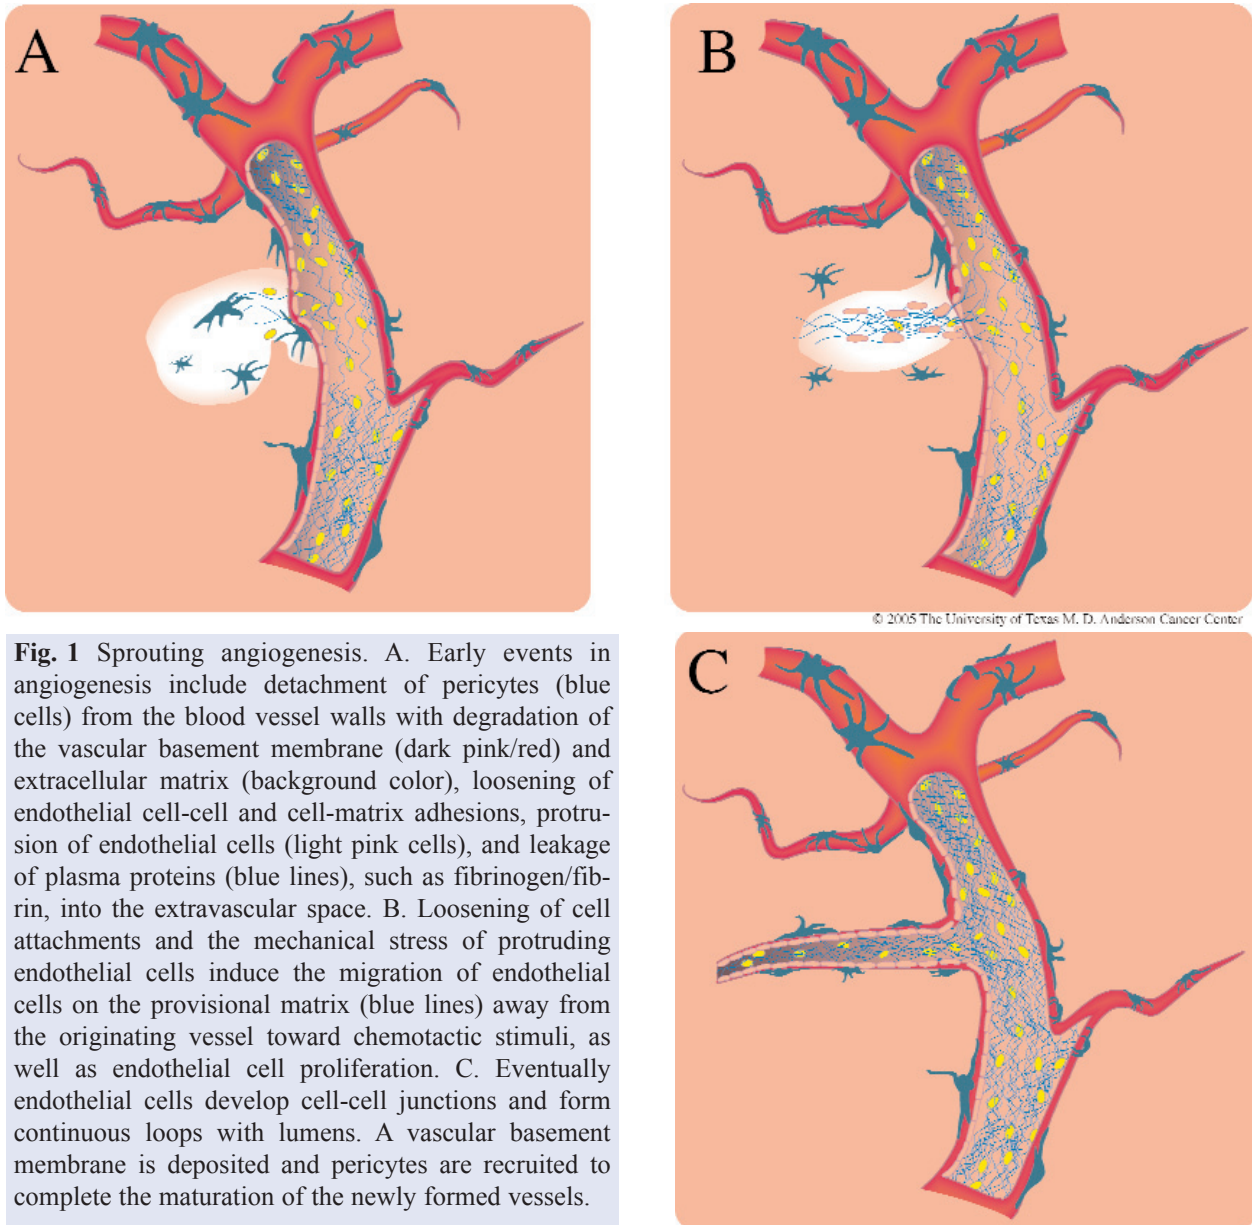 A
B
© 2005 The University of Texas M. D. Anderson Cancer Center
Fig. 1 Sprouting angiogenesis. A. Early events in
angiogenesis include detachment of pericytes (blue
cells) from the blood vessel walls with degradation of
the vascular basement membrane (dark pink/red) and
extracellular matrix (background color), loosening of
endothelial cell-cell and cell-matrix adhesions, protru-
sion of endothelial cells (light pink cells), and leakage
of plasma proteins (blue lines), such as fibrinogen/fib-
rin, into the extravascular space. B. Loosening of cell
attachments and the mechanical stress of protruding
endothelial cells induce the migration of endothelial
cells on the provisional matrix (blue lines) away from
the originating vessel toward chemotactic stimuli, as
well as endothelial cell proliferation. C. Eventually
endothelial cells develop cell-cell junctions and form
continuous loops with lumens. A vascular basement
membrane is deposited and pericytes are recruited to
complete the maturation of the newly formed vessels.
C